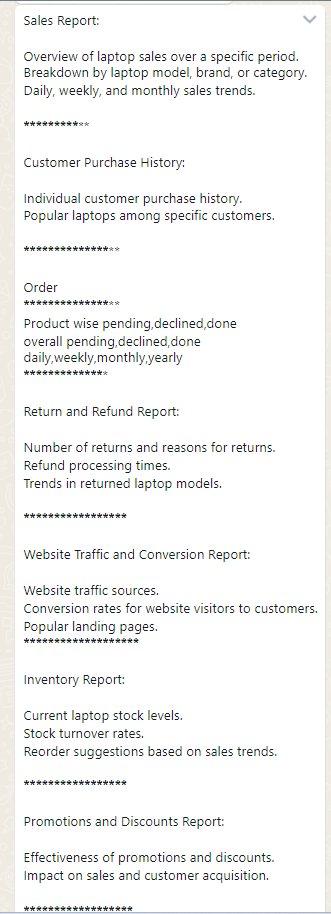 Sales Report:
Overview of laptop sales over a specific period.
Breakdown by laptop model, brand, or category.
Daily, weekly, and monthly sales trends.
************
Customer Purchase History:
Individual customer purchase history.
Popular laptops among specific customers.
*****************
Order
*****************
Product wise pending,declined,done
overall pending,declined,done
daily,weekly,monthly,yearly
**************
Return and Refund Report:
Number of returns and reasons for returns.
Refund processing times.
Trends in returned laptop models.
*****************
Website Traffic and Conversion Report:
Website traffic sources.
Conversion rates for website visitors to customers.
Popular landing pages.
*******************
Inventory Report:
Current laptop stock levels.
Stock turnover rates.
Reorder suggestions based on sales trends.
*****************
Promotions and Discounts Report:
Effectiveness of promotions and discounts.
Impact on sales and customer acquisition.
******************